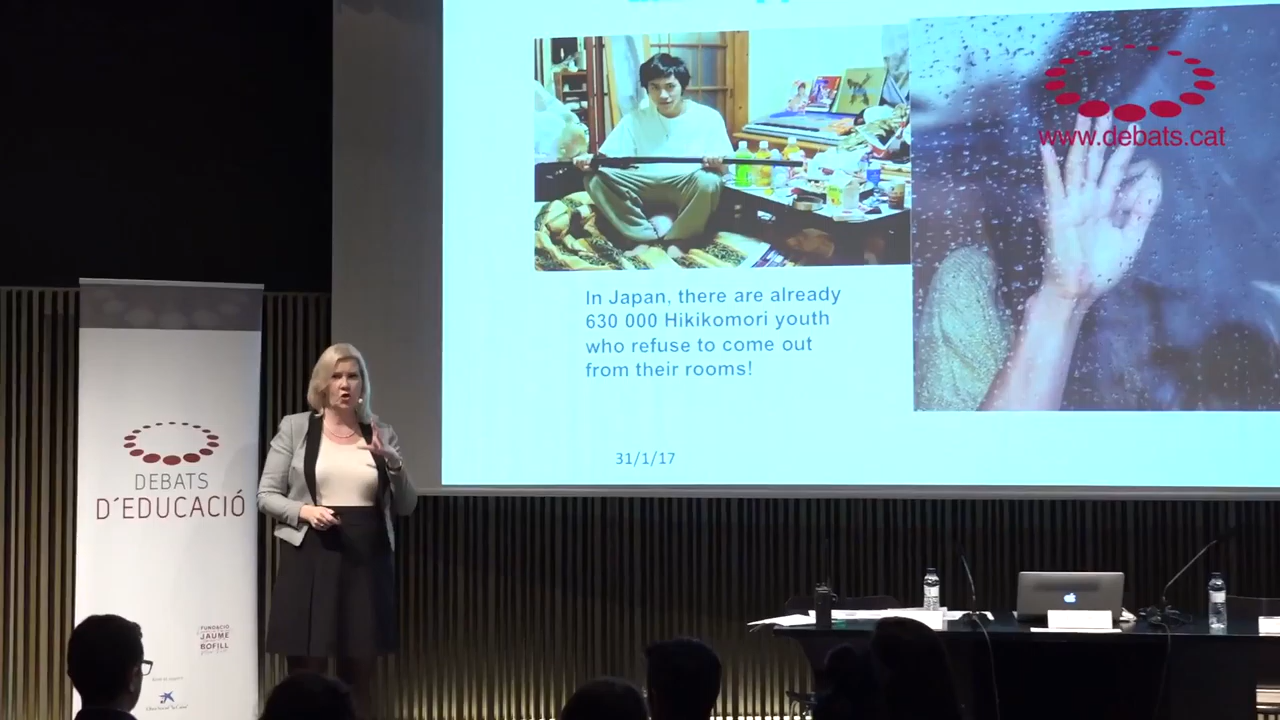 www.debats.cat
In Japan, there are already
630 000 Hikikomori youth
who refuse to come out
from their rooms!
31/1/17
DEBATS
D´EDUCACIÓ
FUNDACIÓ
JAUME
BOFILL